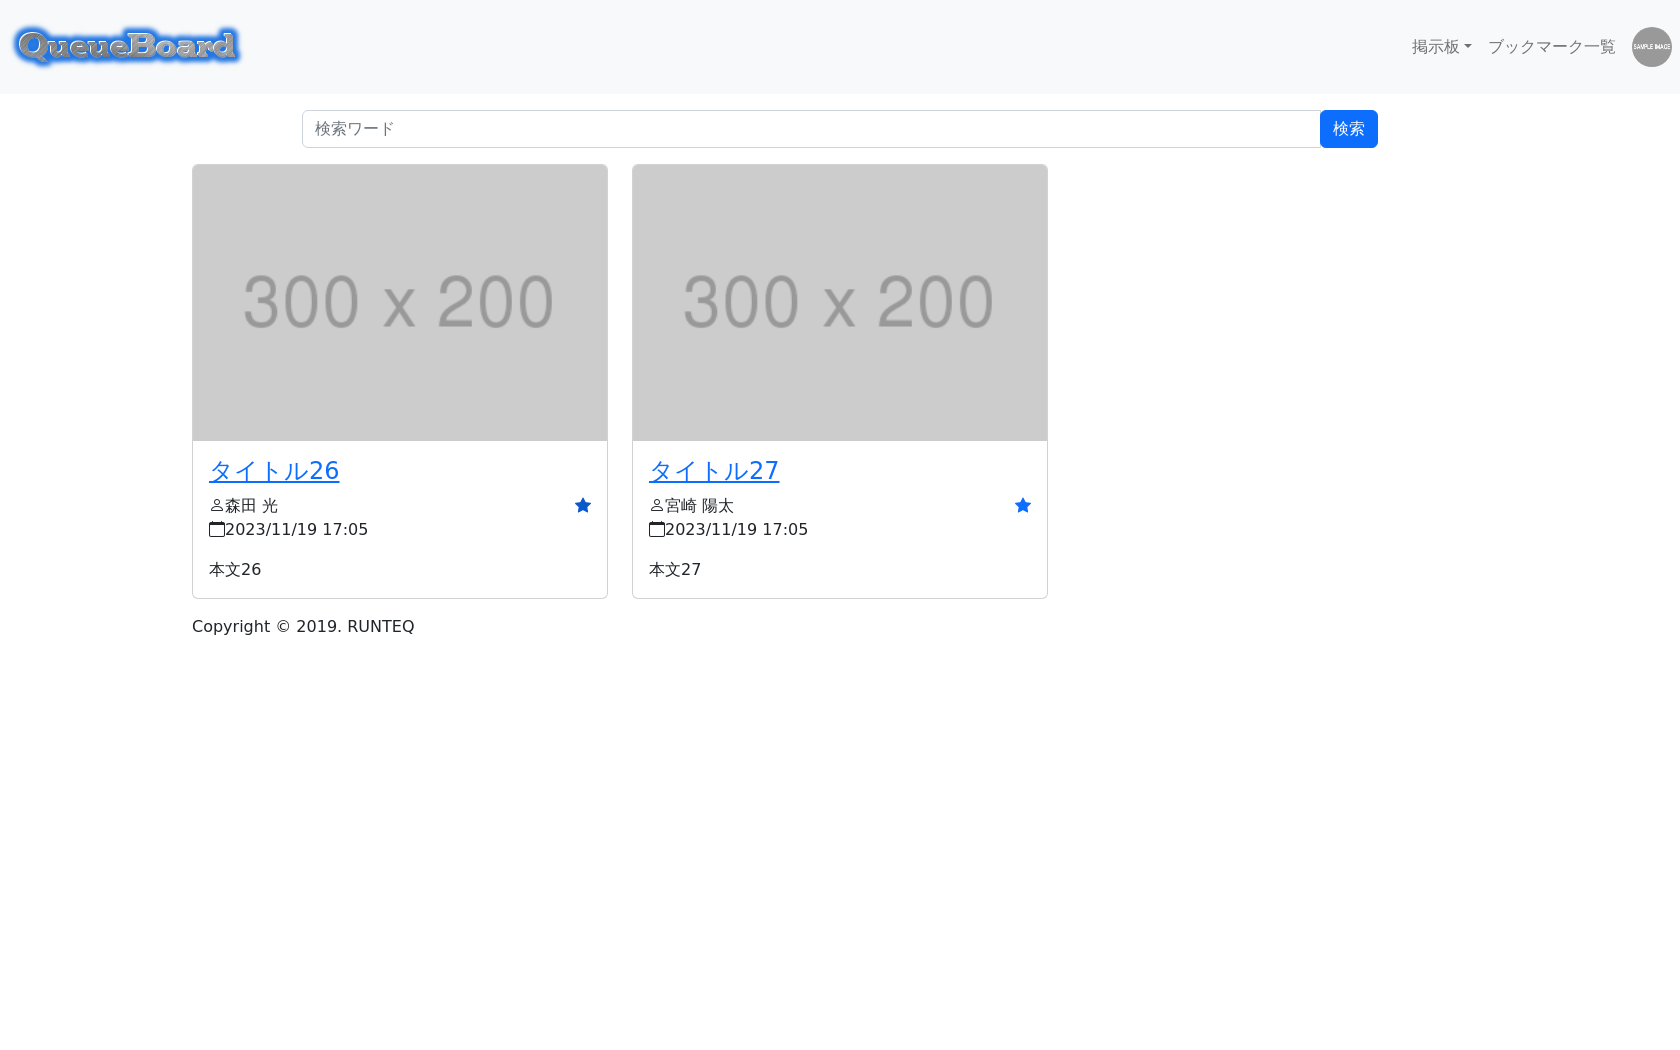 QueueBoard
掲示板
ブックマーク一覧
SAMPLE IMAGE
検索ワード
検索
300 x 200
タイトル26
森田 光
2023/11/19 17:05
本文26
300 x 200
タイトル27
宮崎 陽太
2023/11/19 17:05
本文27
Copyright © 2019. RUNTEQ